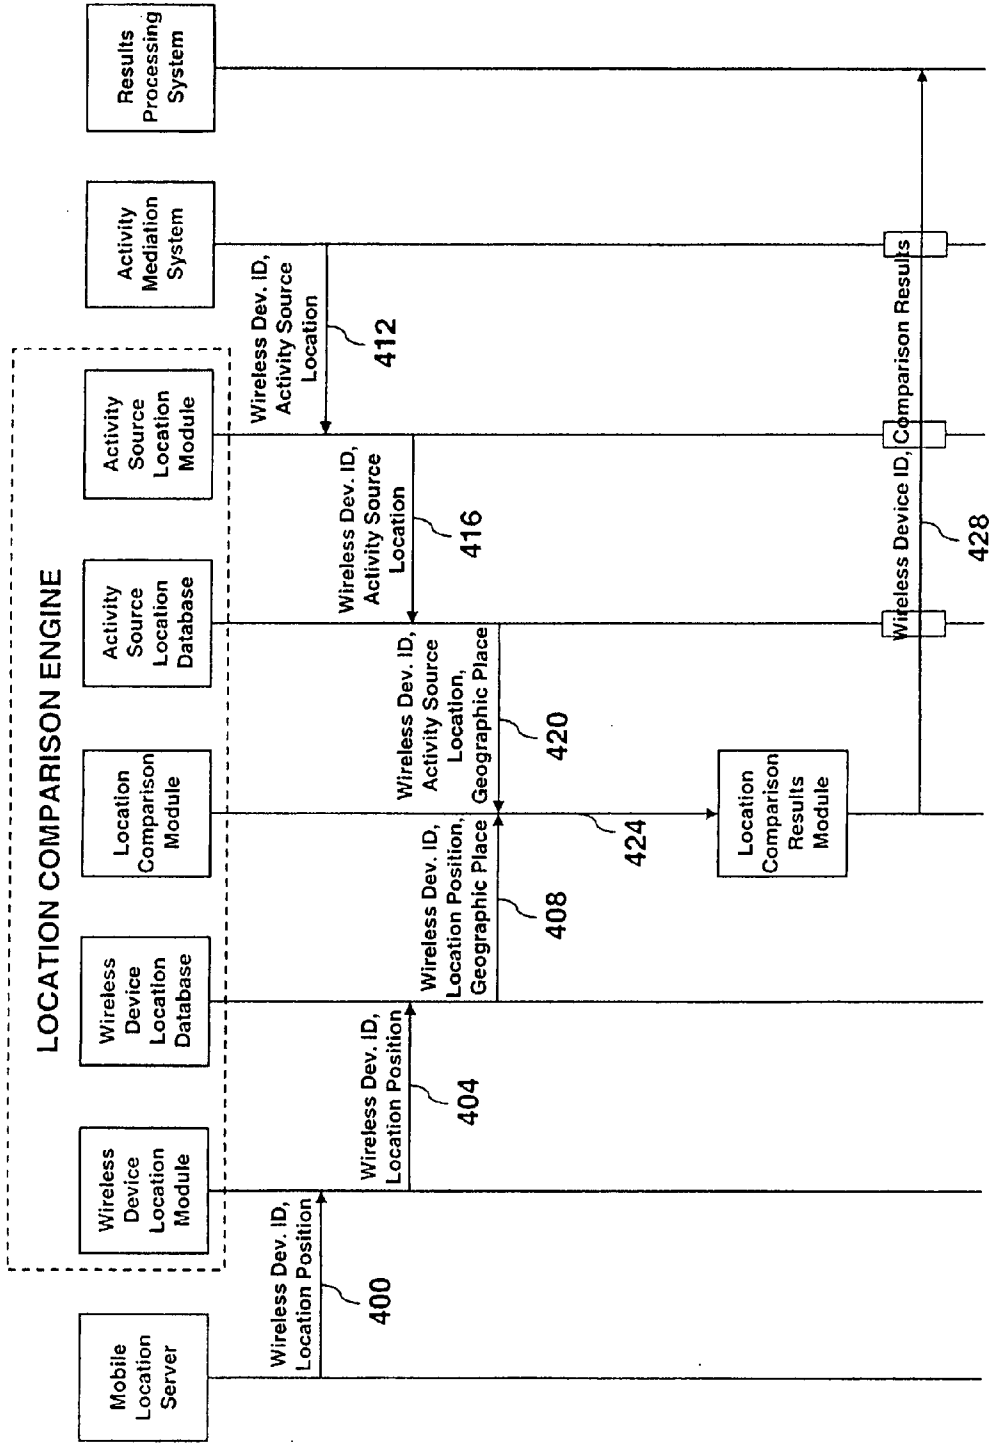 LOCATION COMPARISON ENGINE
Mobile
Location
Server
Wireless
Device
Location
Module
Wireless
Device
Location
Database
Location
Comparison
Module
Activity
Source
Location
Database
Activity
Source
Location
Module
Activity
Mediation
System
Results
Processing
System
Wireless Dev. ID,
Location Position
400
Wireless Dev. ID,
Location Position
404
Wireless Dev. ID,
Location Position,
Geographic Place
408
Wireless Dev. ID,
Activity Source
Location
412
Wireless Dev. ID,
Activity Source
Location
416
Wireless Dev. ID,
Activity Source
Location,
Geographic Place
420
424
Location
Comparison
Results
Module
Wireless Device ID, Comparison Results
428